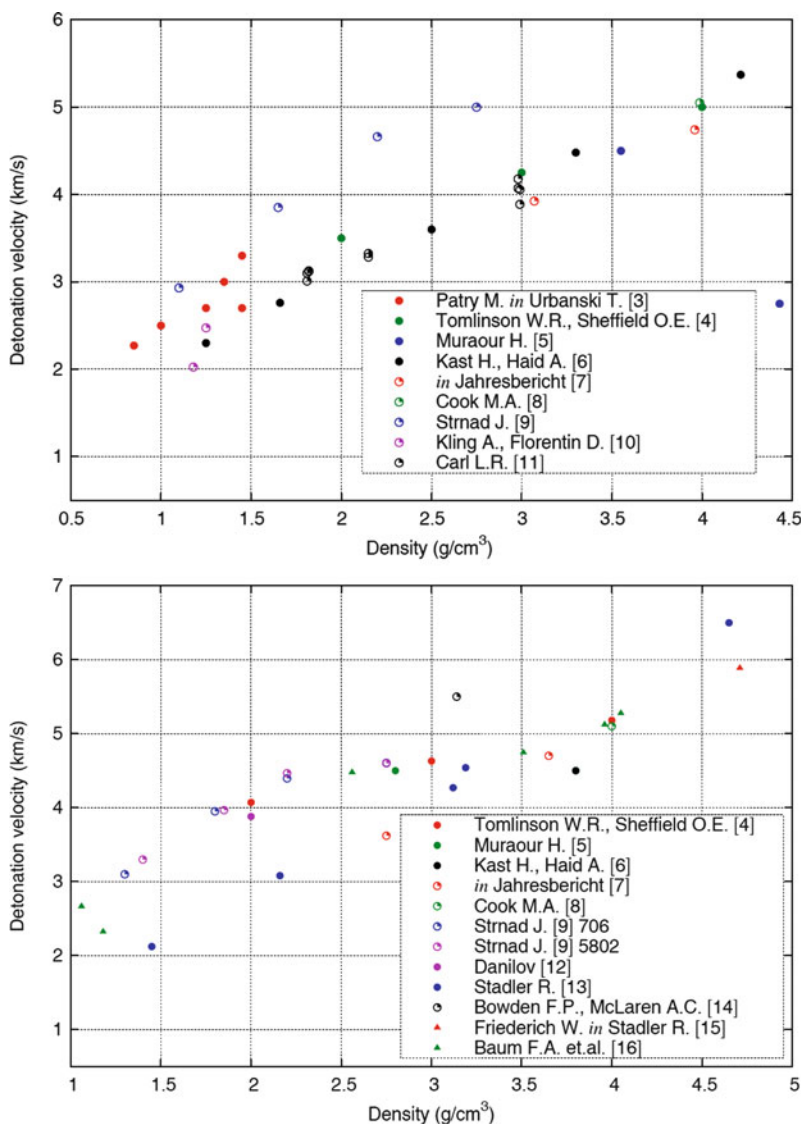 6
5
4
3
2
1
Detonation velocity (km/s)
Patry M. in Urbanski T. [3]
Tomlinson W.R., Sheffield O.E. [4]
Muraour H. [5]
Kast H., Haid A. [6]
in Jahresbericht [7]
Cook M.A. [8]
Strnad J. [9]
Kling A., Florentin D. [10]
Carl L.R. [11]
0.5 1 1.5 2 2.5 3 3.5 4 4.5
Density (g/cm³)
7
6
5
4
3
2
1
Detonation velocity (km/s)
Tomlinson W.R., Sheffield O.E. [4]
Muraour H. [5]
Kast H., Haid A. [6]
in Jahresbericht [7]
Cook M.A. [8]
Strnad J. [9] 706
Strnad J. [9] 5802
Danilov [12]
Stadler R. [13]
Bowden F.P., McLaren A.C. [14]
Friederich W. in Stadler R. [15]
Baum F.A. et.al. [16]
1 1.5 2 2.5 3 3.5 4 4.5 5
Density (g/cm³)